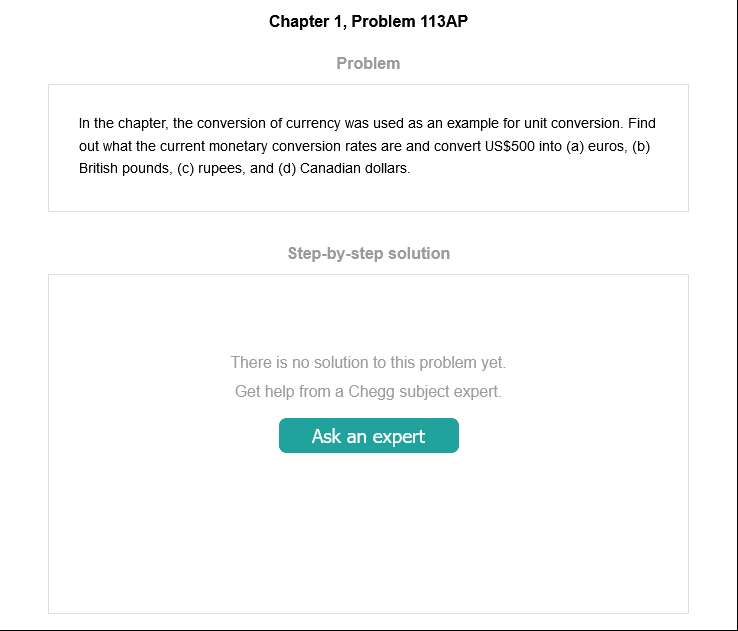 Chapter 1, Problem 113AP
Problem
In the chapter, the conversion of currency was used as an example for unit conversion. Find
out what the current monetary conversion rates are and convert US$500 into (a) euros, (b)
British pounds, (c) rupees, and (d) Canadian dollars.
Step-by-step solution
There is no solution to this problem yet.
Get help from a Chegg subject expert.
Ask an expert